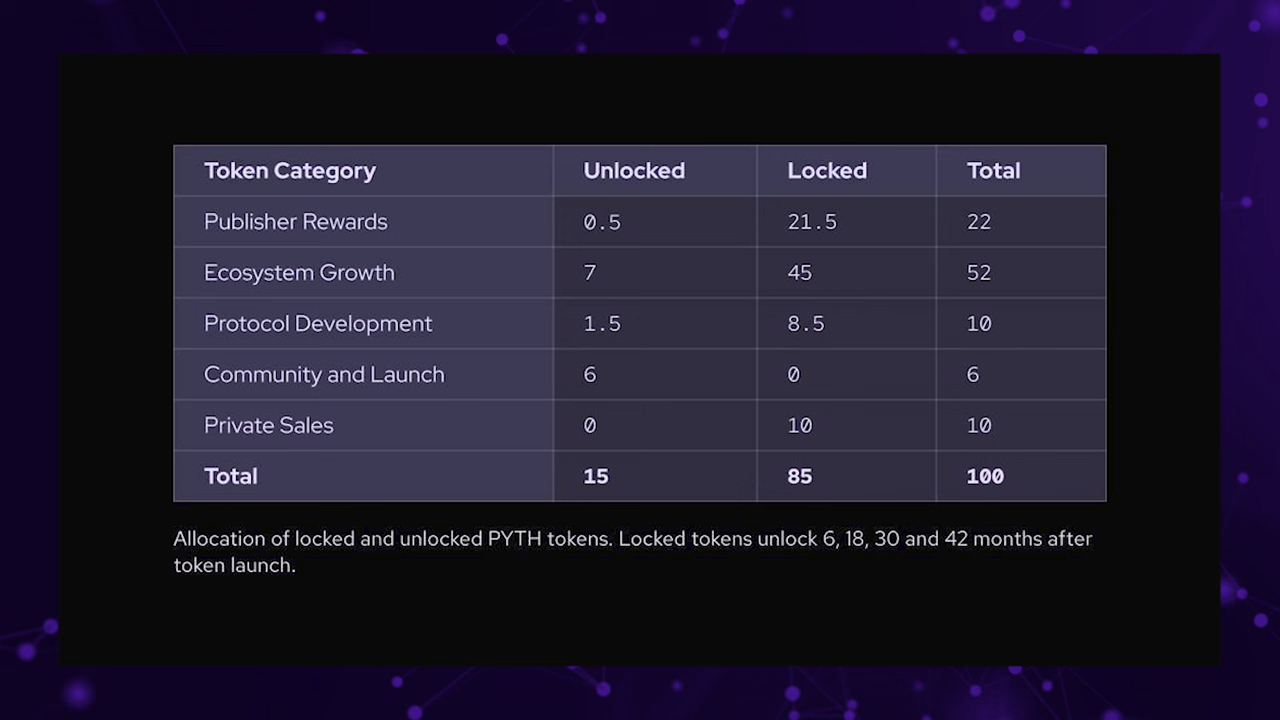 Token Category Unlocked Locked Total
Publisher Rewards 0.5 21.5 22
Ecosystem Growth 7 45 52
Protocol Development 1.5 8.5 10
Community and Launch 6 0 6
Private Sales 0 10 10
Total 15 85 100
Allocation of locked and unlocked PYTH tokens. Locked tokens unlock 6, 18, 30 and 42 months after
token launch.